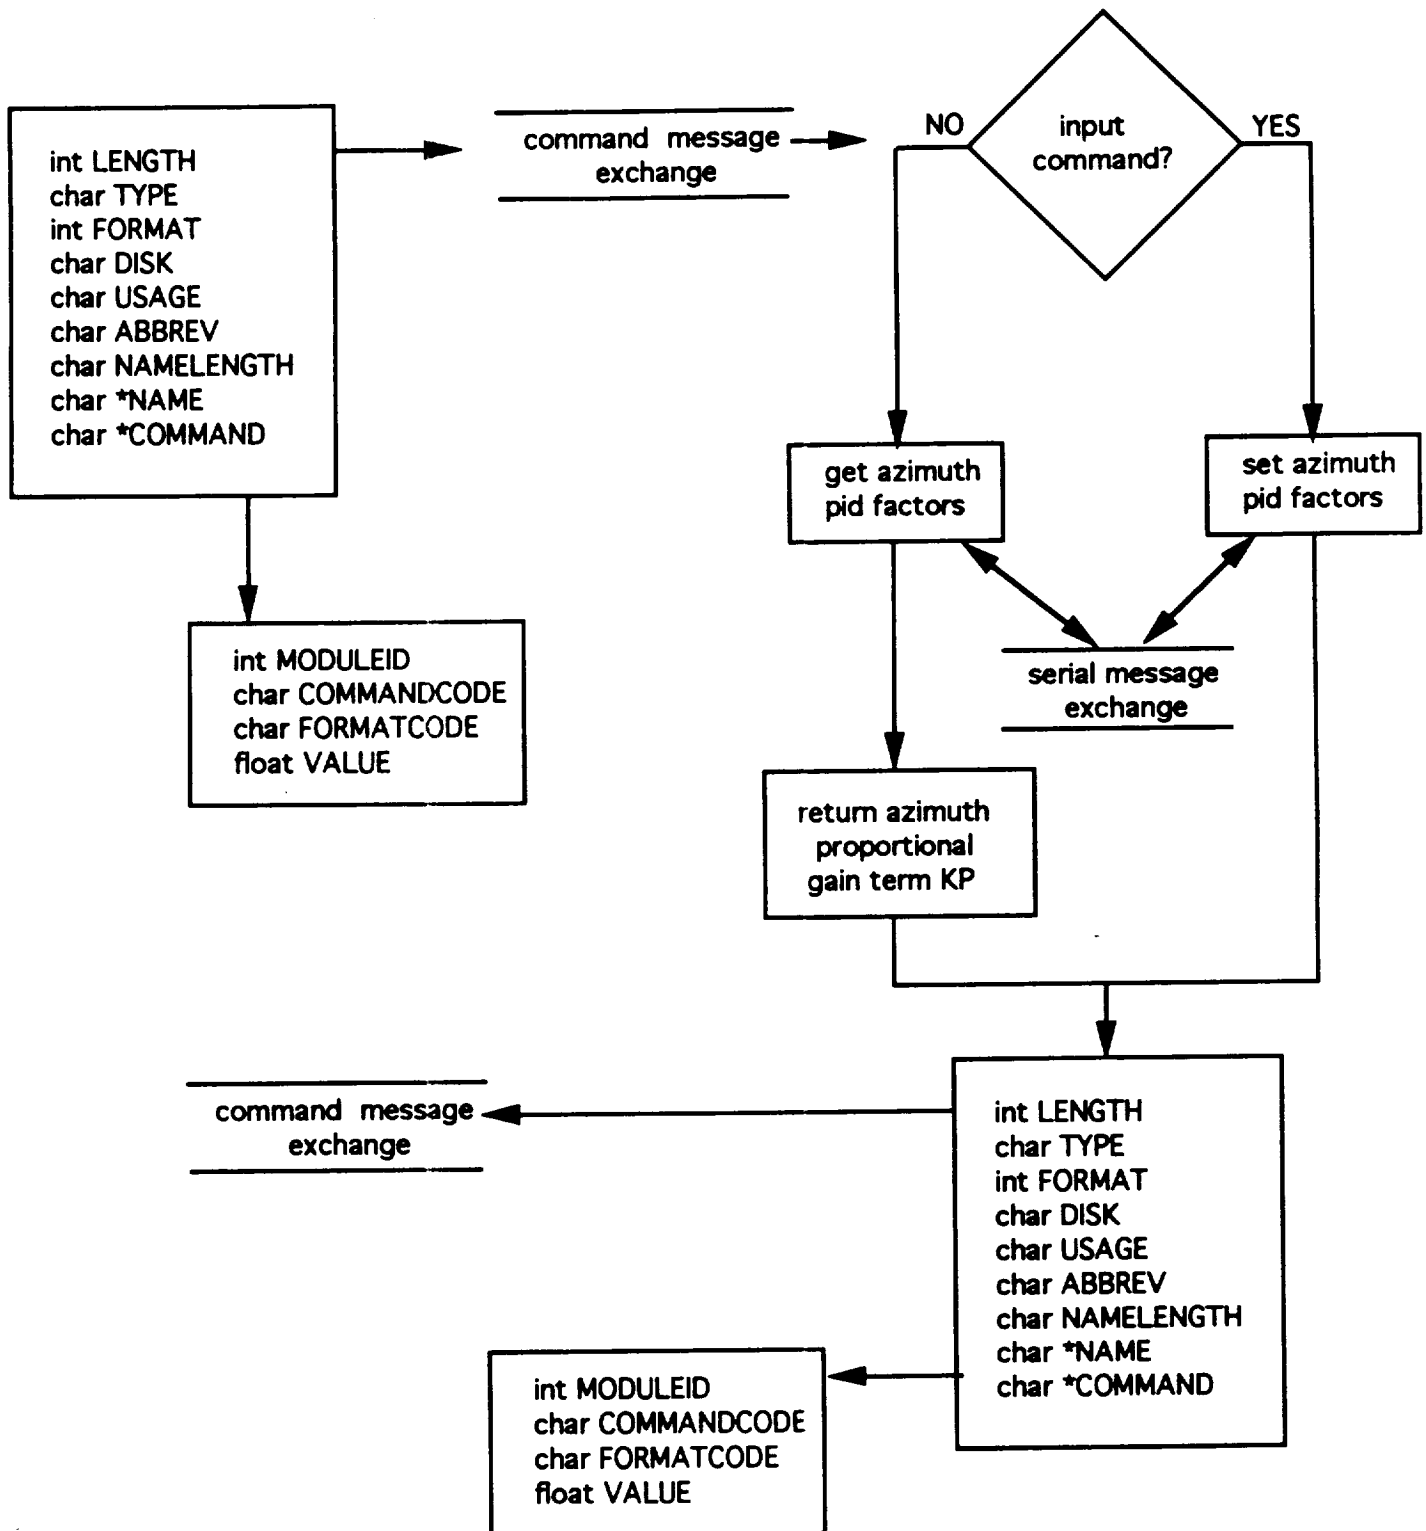 int LENGTH
char TYPE
int FORMAT
char DISK
char USAGE
char ABBREV
char NAMELENGTH
char *NAME
char *COMMAND
command message
exchange
NO
input
command?
YES
get azimuth
pid factors
set azimuth
pid factors
int MODULEID
char COMMANDCODE
char FORMATCODE
float VALUE
serial message
exchange
return azimuth
proportional
gain term KP
command message
exchange
int LENGTH
char TYPE
int FORMAT
char DISK
char USAGE
char ABBREV
char NAMELENGTH
char *NAME
char *COMMAND
int MODULEID
char COMMANDCODE
char FORMATCODE
float VALUE